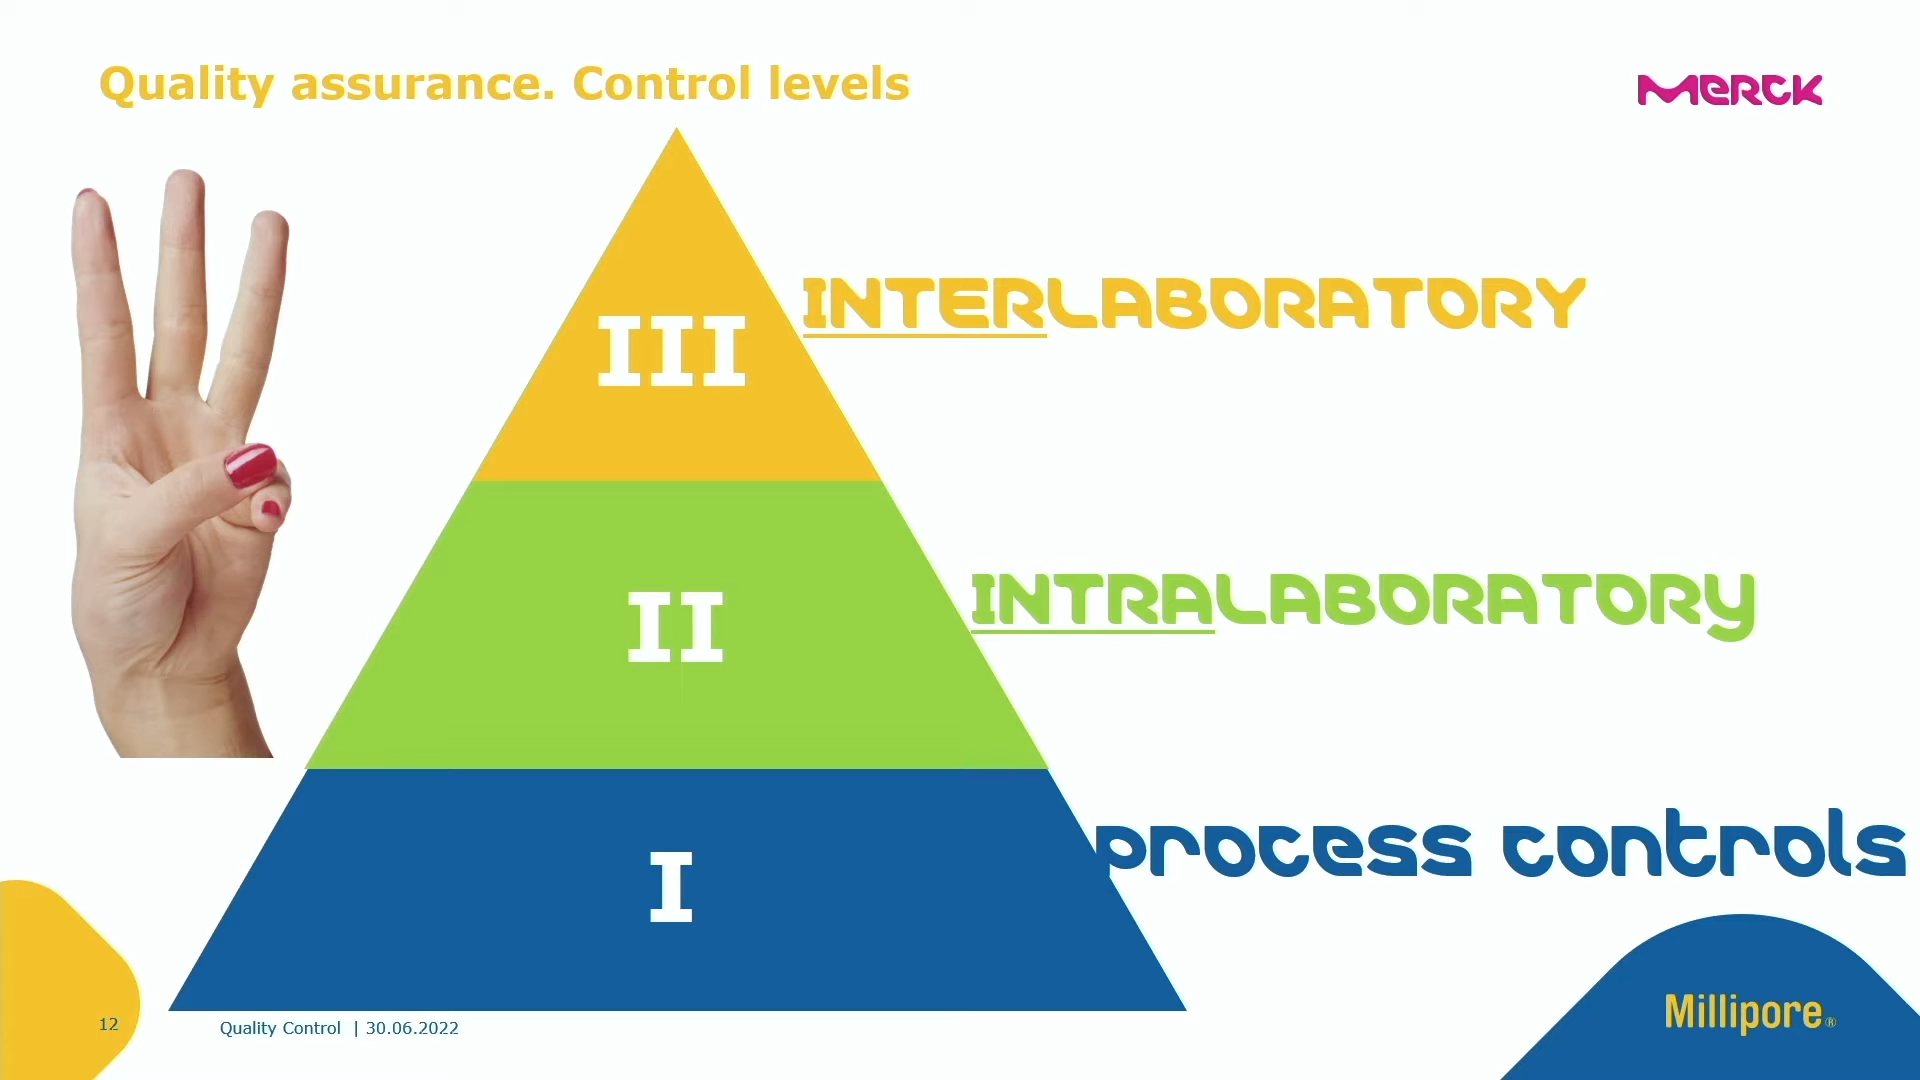 Quality assurance. Control levels
MERCK
III
INTERLABORATORY
II
INTRALABORATORY
I
process controls
12
Quality Control | 30.06.2022
Millipore®